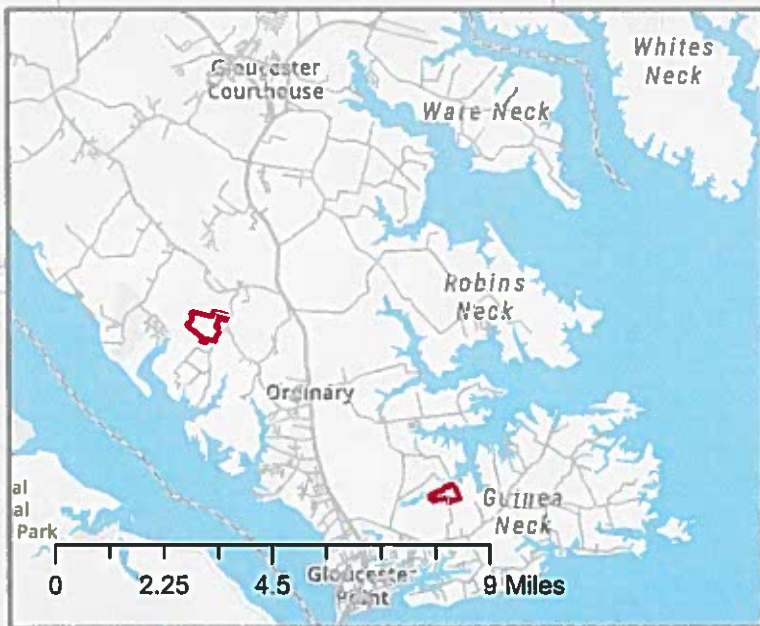 Whites
Neck
Gloucester
Courthouse
Ware Neck
Robins
Neck
Ordinary
Guinea
Neck
al
al
Park
0 2.25 4.5 9 Miles
Gloucester
Point